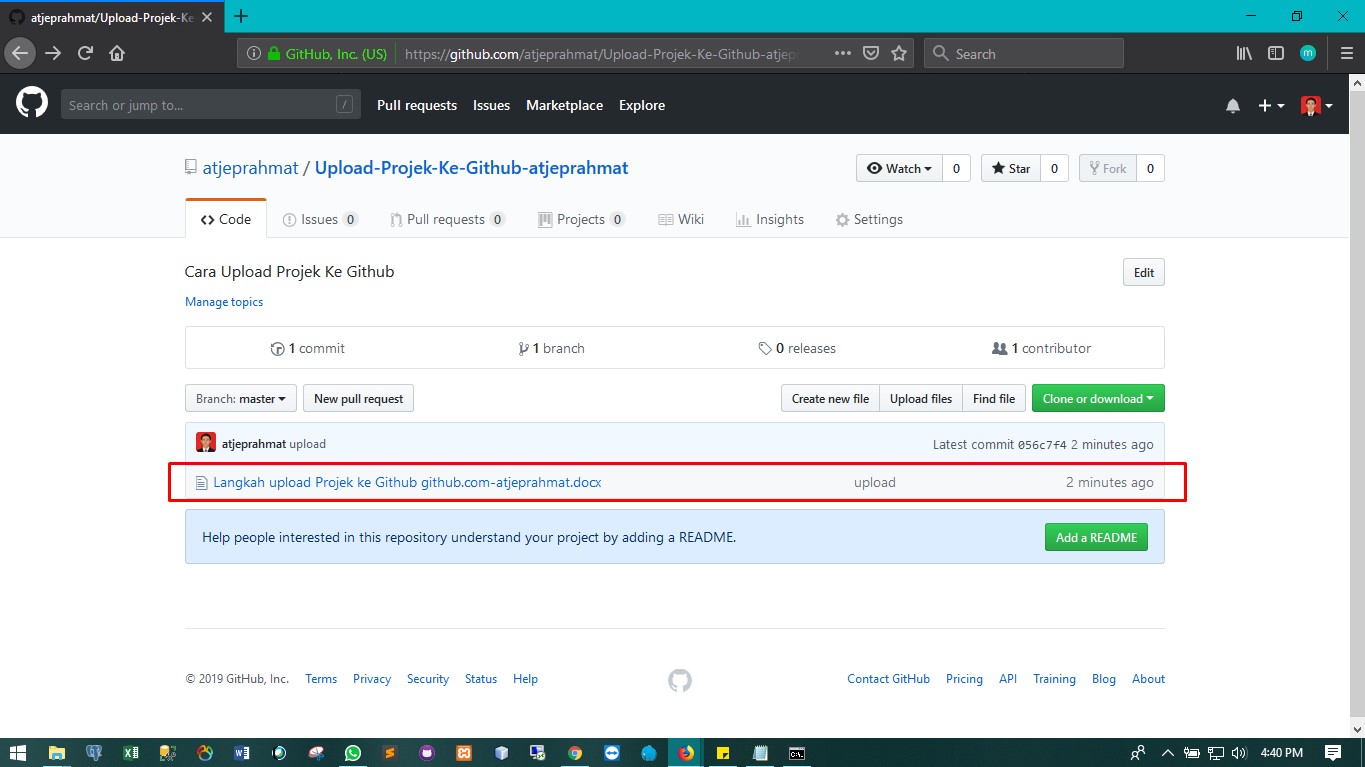 atjeprahmat/Upload-Projek-Ke
GitHub, Inc. (US) https://github.com/atjeprahmat/Upload-Projek-Ke-Github-atjep Search
m
Search or jump to... / Pull requests Issues Marketplace Explore
atjeprahmat / Upload-Projek-Ke-Github-atjeprahmat Watch 0 Star 0 Fork 0
Code Issues 0 Pull requests 0 Projects 0 Wiki Insights Settings
Cara Upload Projek Ke Github Edit
Manage topics
1 commit 1 branch 0 releases 1 contributor
Branch: master New pull request Create new file Upload files Find file Clone or download
atjeprahmat upload Latest commit 056c7f4 2 minutes ago
Langkah upload Projek ke Github github.com-atjeprahmat.docx upload 2 minutes ago
Help people interested in this repository understand your project by adding a README. Add a README
© 2019 GitHub, Inc. Terms Privacy Security Status Help Contact GitHub Pricing API Training Blog About
4:40 PM